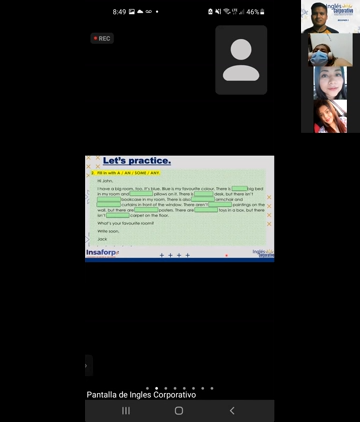 8:49
46%
REC
Let's practice.
Fill in with A / AN / SOME / ANY.
Hi John,
I have a big room, too. It's blue. Blue is my favourite colour. There is big bed
in my room and pillows on it. There is desk, but there isn't
bookcase in my room. There is also armchair and
curtains in front of the window. There aren't paintings on the
wall, but there are posters. There are toys in a box, but there
isn't carpet on the floor.
What's your favourite room?
Write soon,
Jack
Insaforp
Inglés
Corporativo
Pantalla de Ingles Corporativo